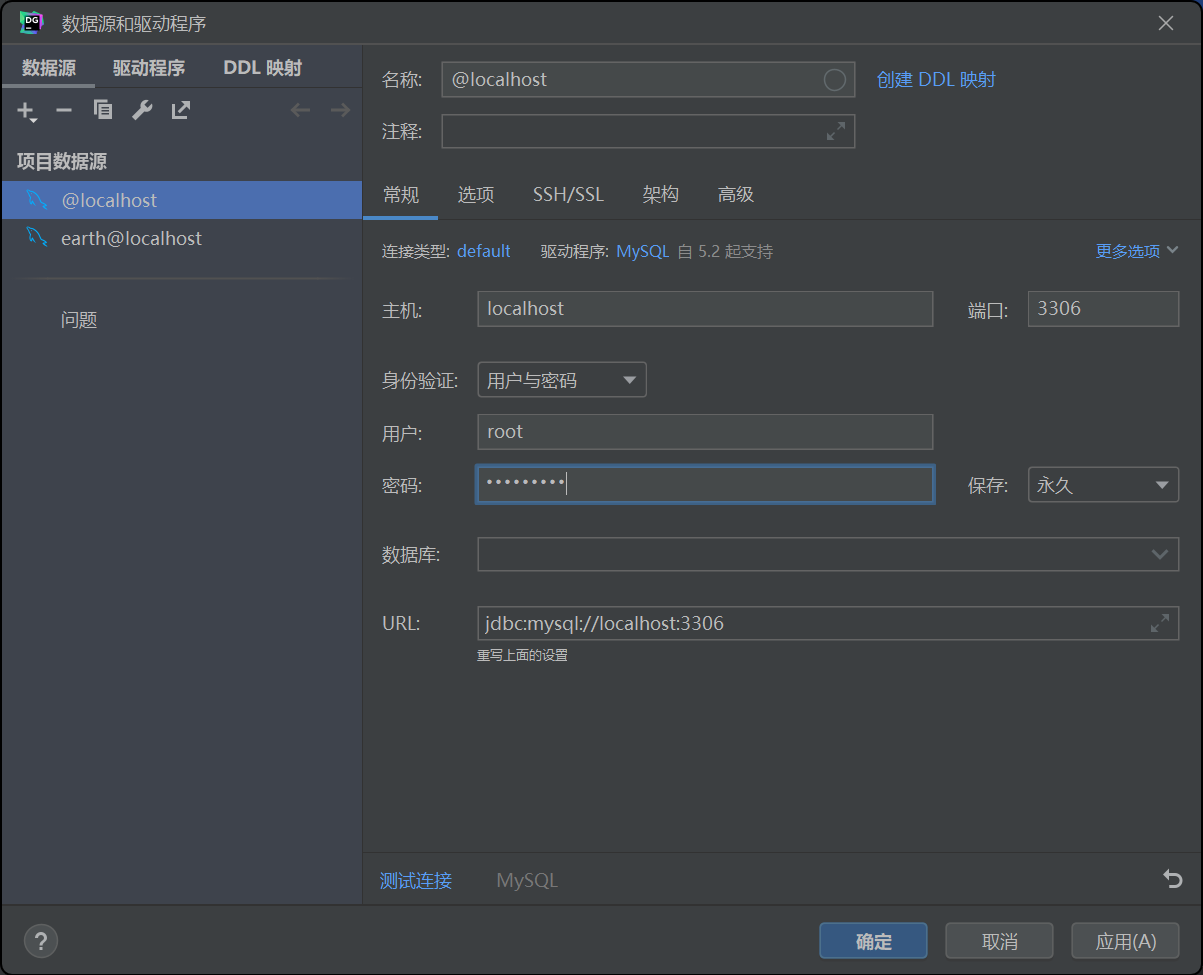 DG
数据源和驱动程序
数据源 驱动程序 DDL 映射
项目数据源
@localhost
earth@localhost
问题
名称: @localhost 创建 DDL 映射
注释:
常规 选项 SSH/SSL 架构 高级
连接类型: default 驱动程序: MySQL 自 5.2 起支持 更多选项
主机: localhost 端口: 3306
身份验证: 用户与密码
用户: root
密码: ••••••••• 保存: 永久
数据库:
URL: jdbc:mysql://localhost:3306
重写上面的设置
测试连接 MySQL
? 确定 取消 应用(A)